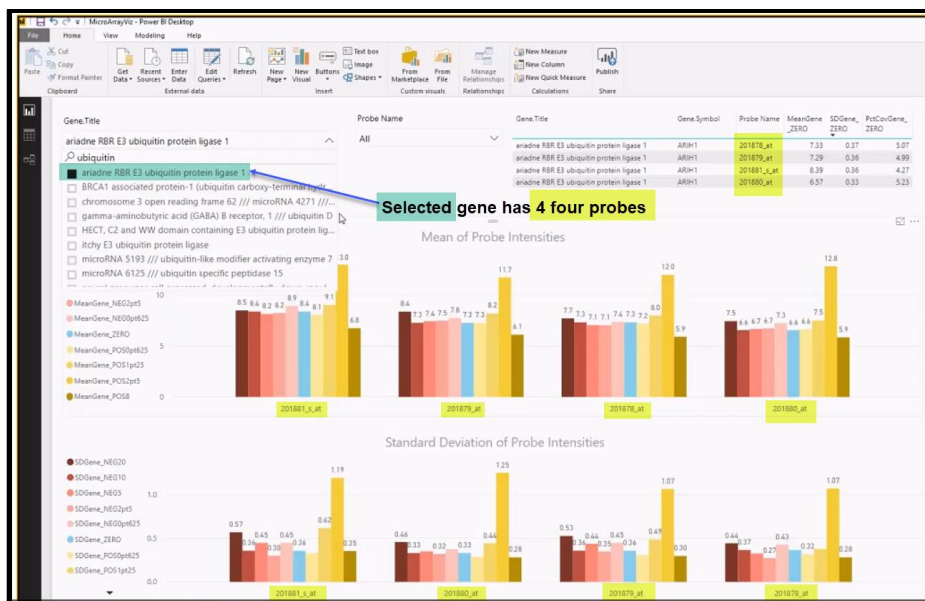 MicroArrayViz - Power BI Desktop
File Home View Modeling Help
Paste
Cut
Copy
Format Painter
Get Data
Recent Sources
Enter Data
Edit Queries
Refresh
New Page
New Visual
Buttons
Text box
Image
Shapes
From Marketplace
From File
Manage Relationships
New Measure
New Column
New Quick Measure
Publish
Clipboard External data Insert Custom visuals Relationships Calculations Share
Gene.Title
ariadne RBR E3 ubiquitin protein ligase 1
ubiquitin
ariadne RBR E3 ubiquitin protein ligase 1
BRCA1 associated protein-1 (ubiquitin carboxy-terminal hydr...
chromosome 3 open reading frame 62 /// microRNA 4271 ///...
gamma-aminobutyric acid (GABA) B receptor, 1 /// ubiquitin D
HECT, C2 and WW domain containing E3 ubiquitin protein lig...
itchy E3 ubiquitin protein ligase
microRNA 5193 /// ubiquitin-like modifier activating enzyme 7
microRNA 6125 /// ubiquitin specific peptidase 15
Probe Name
All
Gene.Title Gene.Symbol Probe Name MeanGene_ZERO SDGene_ZERO PctCovGene_ZERO
ariadne RBR E3 ubiquitin protein ligase 1 ARIH1 201878_at 7.33 0.37 5.07
ariadne RBR E3 ubiquitin protein ligase 1 ARIH1 201879_at 7.29 0.36 4.99
ariadne RBR E3 ubiquitin protein ligase 1 ARIH1 201881_s_at 8.39 0.36 4.27
ariadne RBR E3 ubiquitin protein ligase 1 ARIH1 201880_at 6.57 0.33 5.23
Selected gene has 4 four probes
Mean of Probe Intensities
MeanGene_NEG2pt5
MeanGene_NEG0pt625
MeanGene_ZERO
MeanGene_POS0pt625
MeanGene_POS1pt25
MeanGene_POS2pt5
MeanGene_POS8
10
5
0
8.5 8.4 8.2 8.2 8.9 8.4 8.1 9.1 3.0 6.8
8.4 7.3 7.4 7.5 7.8 7.3 7.3 8.2 11.7 6.1
7.7 7.3 7.1 7.1 7.4 7.3 7.2 8.0 12.0 5.9
7.5 6.6 6.7 6.7 7.3 6.6 6.6 7.5 12.8 5.9
201881_s_at 201879_at 201878_at 201880_at
Standard Deviation of Probe Intensities
SDGene_NEG20
SDGene_NEG10
SDGene_NEG5
SDGene_NEG2pt5
SDGene_NEG0pt625
SDGene_ZERO
SDGene_POS0pt625
SDGene_POS1pt25
1.0
0.5
0.0
0.57 0.36 0.45 0.30 0.45 0.36 0.62 1.19 0.35
0.46 0.33 0.32 0.32 0.33 0.44 1.25 0.28
0.53 0.36 0.44 0.35 0.45 0.36 0.49 1.07 0.30
0.44 0.37 0.27 0.43 0.32 1.07 0.28
201881_s_at 201880_at 201879_at 201878_at